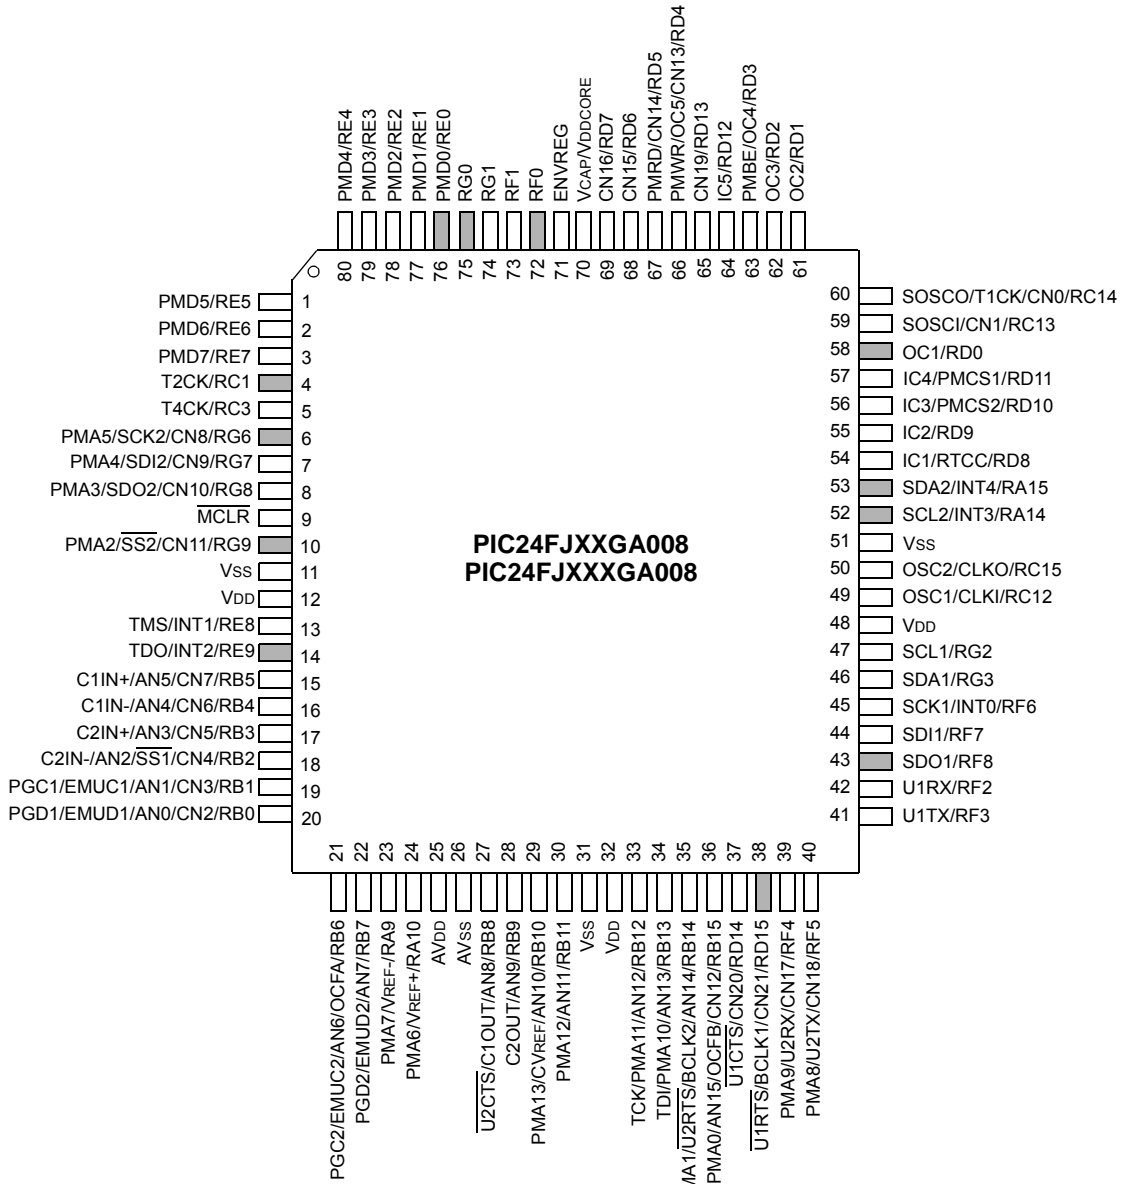 PMD4/RE4
PMD3/RE3
PMD2/RE2
PMD1/RE1
PMD0/RE0
RG0
RG1
RF1
RF0
ENVREG
VCAP/VDDCORE
CN16/RD7
CN15/RD6
PMRD/CN14/RD5
PMWR/OC5/CN13/RD4
CN19/RD13
IC5/RD12
PMBE/OC4/RD3
OC3/RD2
OC2/RD1
80
79
78
77
76
75
74
73
72
71
70
69
68
67
66
65
64
63
62
61
PMD5/RE5 1
PMD6/RE6 2
PMD7/RE7 3
T2CK/RC1 4
T4CK/RC3 5
PMA5/SCK2/CN8/RG6 6
PMA4/SDI2/CN9/RG7 7
PMA3/SDO2/CN10/RG8 8
MCLR 9
PMA2/SS2/CN11/RG9 10
VSS 11
VDD 12
TMS/INT1/RE8 13
TDO/INT2/RE9 14
C1IN+/AN5/CN7/RB5 15
C1IN-/AN4/CN6/RB4 16
C2IN+/AN3/CN5/RB3 17
C2IN-/AN2/SS1/CN4/RB2 18
PGC1/EMUC1/AN1/CN3/RB1 19
PGD1/EMUD1/AN0/CN2/RB0 20
PIC24FJXXGA008
PIC24FJXXXGA008
60 SOSCO/T1CK/CN0/RC14
59 SOSCI/CN1/RC13
58 OC1/RD0
57 IC4/PMCS1/RD11
56 IC3/PMCS2/RD10
55 IC2/RD9
54 IC1/RTCC/RD8
53 SDA2/INT4/RA15
52 SCL2/INT3/RA14
51 VSS
50 OSC2/CLKO/RC15
49 OSC1/CLKI/RC12
48 VDD
47 SCL1/RG2
46 SDA1/RG3
45 SCK1/INT0/RF6
44 SDI1/RF7
43 SDO1/RF8
42 U1RX/RF2
41 U1TX/RF3
21
22
23
24
25
26
27
28
29
30
31
32
33
34
35
36
37
38
39
40
PGC2/EMUC2/AN6/OCFA/RB6
PGD2/EMUD2/AN7/RB7
PMA7/VREF-/RA9
PMA6/VREF+/RA10
AVDD
AVSS
U2CTS/C1OUT/AN8/RB8
C2OUT/AN9/RB9
PMA13/CVREF/AN10/RB10
PMA12/AN11/RB11
VSS
VDD
TCK/PMA11/AN12/RB12
TDI/PMA10/AN13/RB13
MA1/U2RTS/BCLK2/AN14/RB14
PMA0/AN15/OCFB/CN12/RB15
U1CTS/CN20/RD14
U1RTS/BCLK1/CN21/RD15
PMA9/U2RX/CN17/RF4
PMA8/U2TX/CN18/RF5